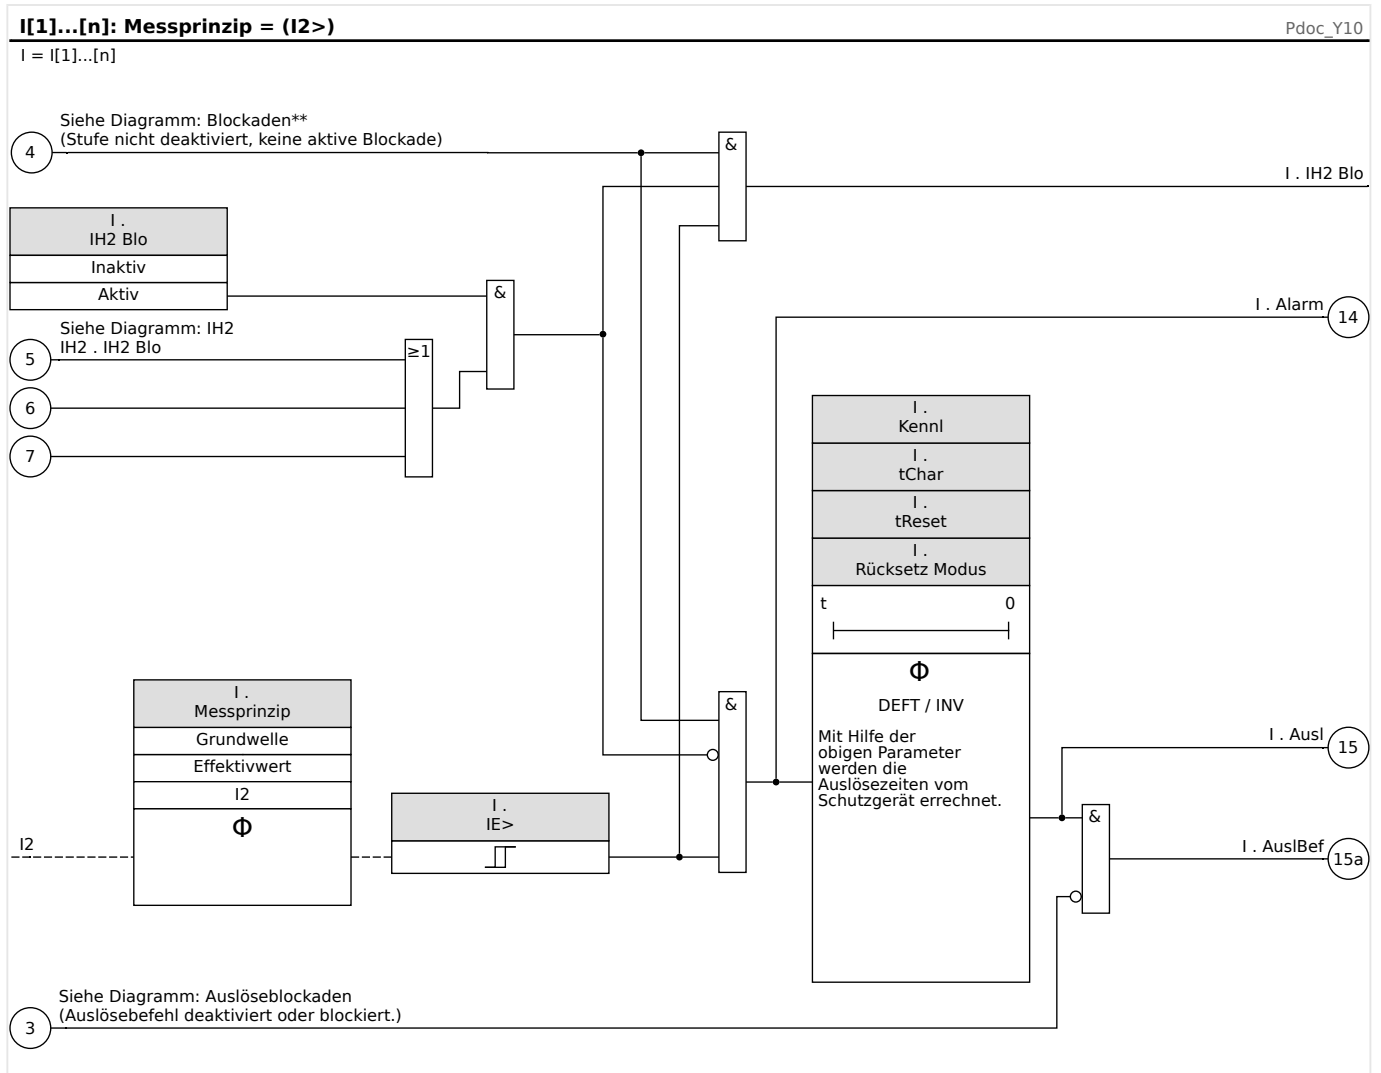 I[1]...[n]: Messprinzip = (I2>)
Pdoc_Y10
I = I[1]...[n]
Siehe Diagramm: Blockaden**
(Stufe nicht deaktiviert, keine aktive Blockade)
4
&
I . IH2 Blo
I .
IH2 Blo
Inaktiv
Aktiv
&
I . Alarm
14
Siehe Diagramm: IH2
IH2 . IH2 Blo
5
≥1
6
7
I .
Kennl
I .
tChar
I .
tReset
I .
Rücksetz Modus
t 0
Φ
DEFT / INV
Mit Hilfe der
obigen Parameter
werden die
Auslösezeiten vom
Schutzgerät errechnet.
I .
Messprinzip
Grundwelle
Effektivwert
I2
Φ
I2
I .
IE>
&
I . Ausl
15
&
I . AuslBef
15a
Siehe Diagramm: Auslöseblockaden
(Auslösebefehl deaktiviert oder blockiert.)
3